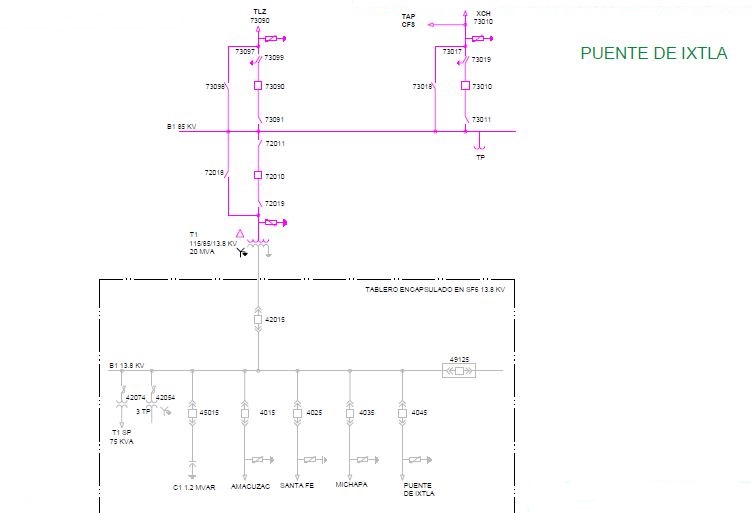 TLZ
73090
TAP
CFS
XCH
73010
PUENTE DE IXTLA
73097
73099
73017
73019
73098
73090
73018
73010
73091
73011
B1 85 KV
72011
TP
72018
72010
72019
T1
115/85/13.8 KV
20 MVA
TABLERO ENCAPSULADO EN SF6 13.8 KV
42015
B1 13.8 KV
49125
42074
42054
3 TP
45015
4015
4025
4035
4045
T1 SP
75 KVA
C1 1.2 MVAR
AMACUZAC
SANTA FE
MICHAPA
PUENTE
DE IXTLA